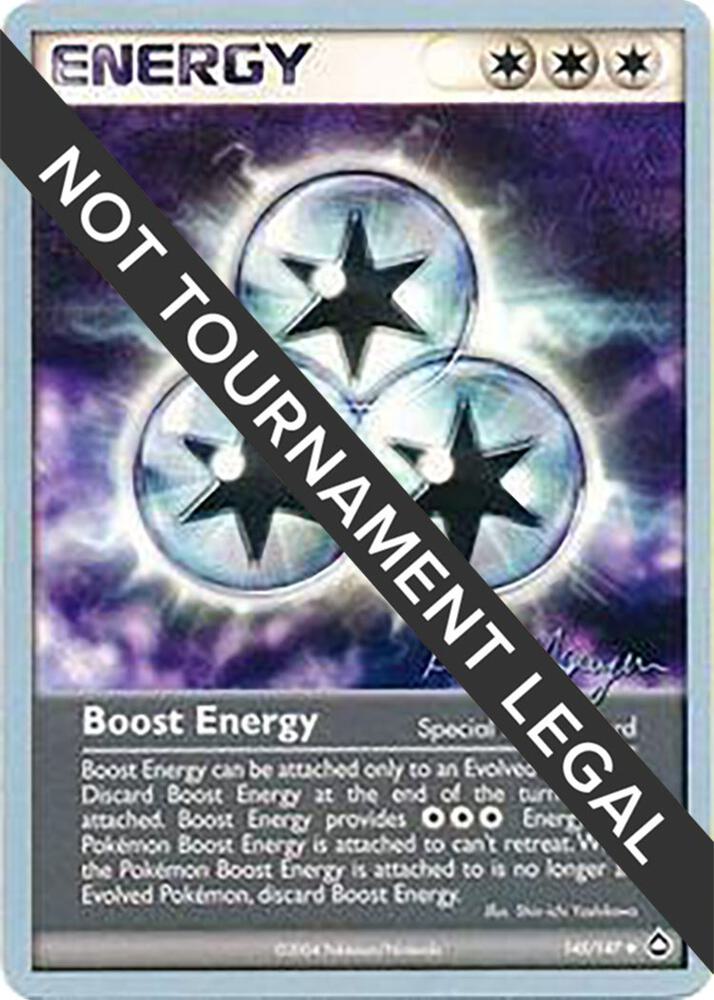 ENERGY
NOT TOURNAMENT LEGAL
Boost Energy
Special
Boost Energy can be attached only to an Evolved
Discard Boost Energy at the end of the turn
attached. Boost Energy provides Energy
Pokémon Boost Energy is attached to can't retreat.
the Pokémon Boost Energy is attached to is no longer
Evolved Pokémon, discard Boost Energy.
Illus. Shin-ichi Yoshikawa
©2004 Pokémon/Nintendo
145/147